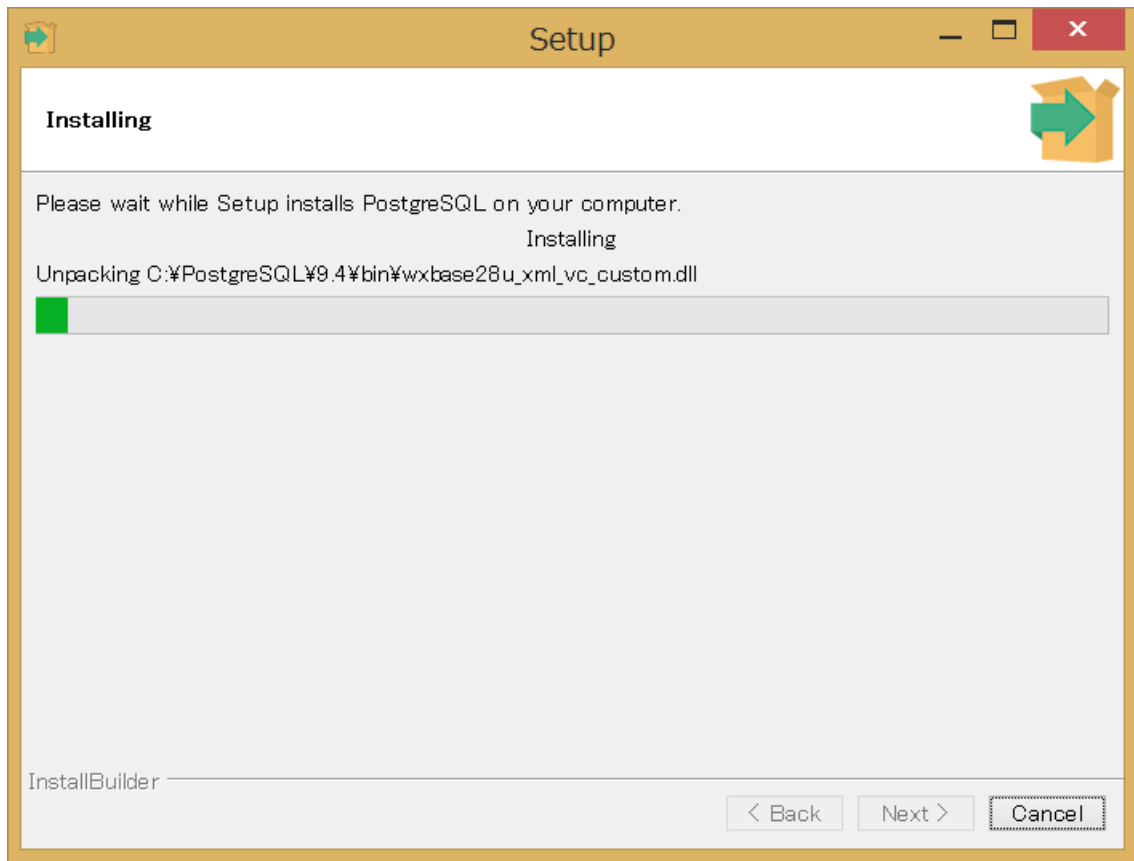 Setup
Installing
Please wait while Setup installs PostgreSQL on your computer.
Installing
Unpacking C:¥PostgreSQL¥9.4¥bin¥wxbase28u_xml_vc_custom.dll
InstallBuilder
< Back Next > Cancel